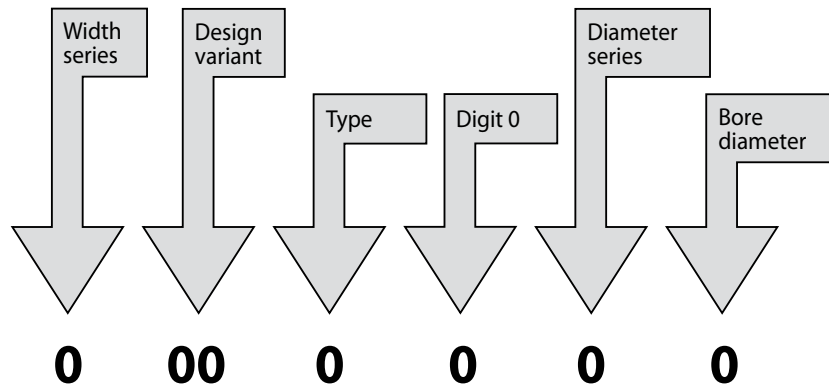 Width
series
Design
variant
Type
Digit 0
Diameter
series
Bore
diameter
0 00 0 0 0 0